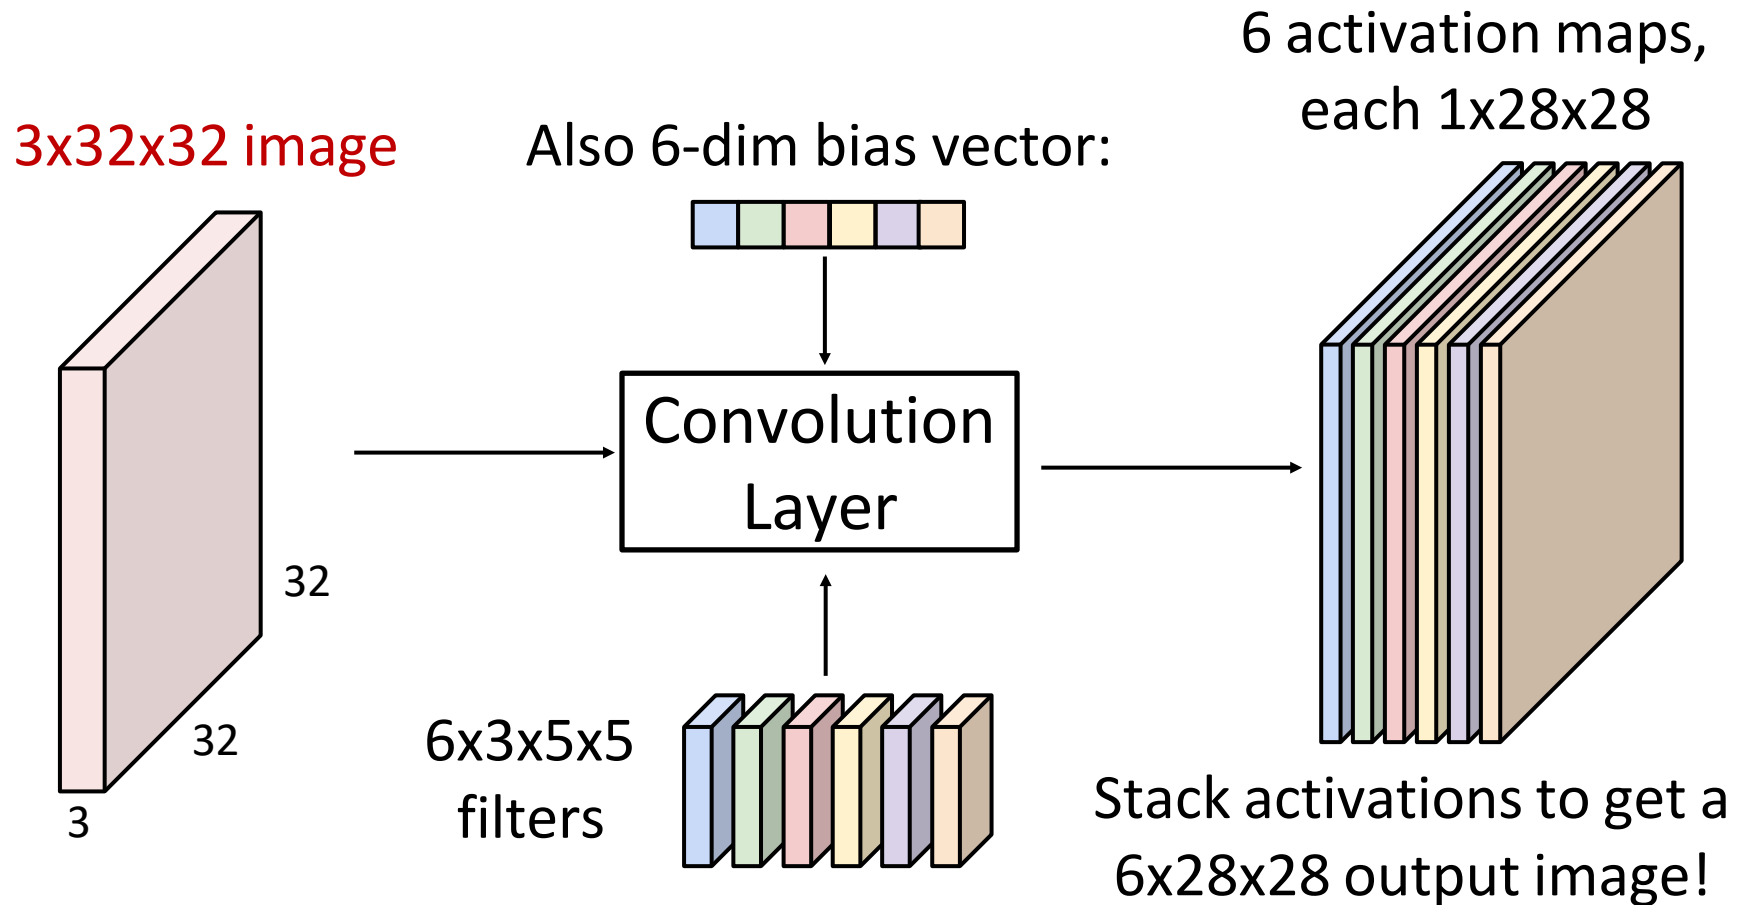 3x32x32 image
32
32
3
Also 6-dim bias vector:
Convolution
Layer
6x3x5x5
filters
6 activation maps,
each 1x28x28
Stack activations to get a
6x28x28 output image!